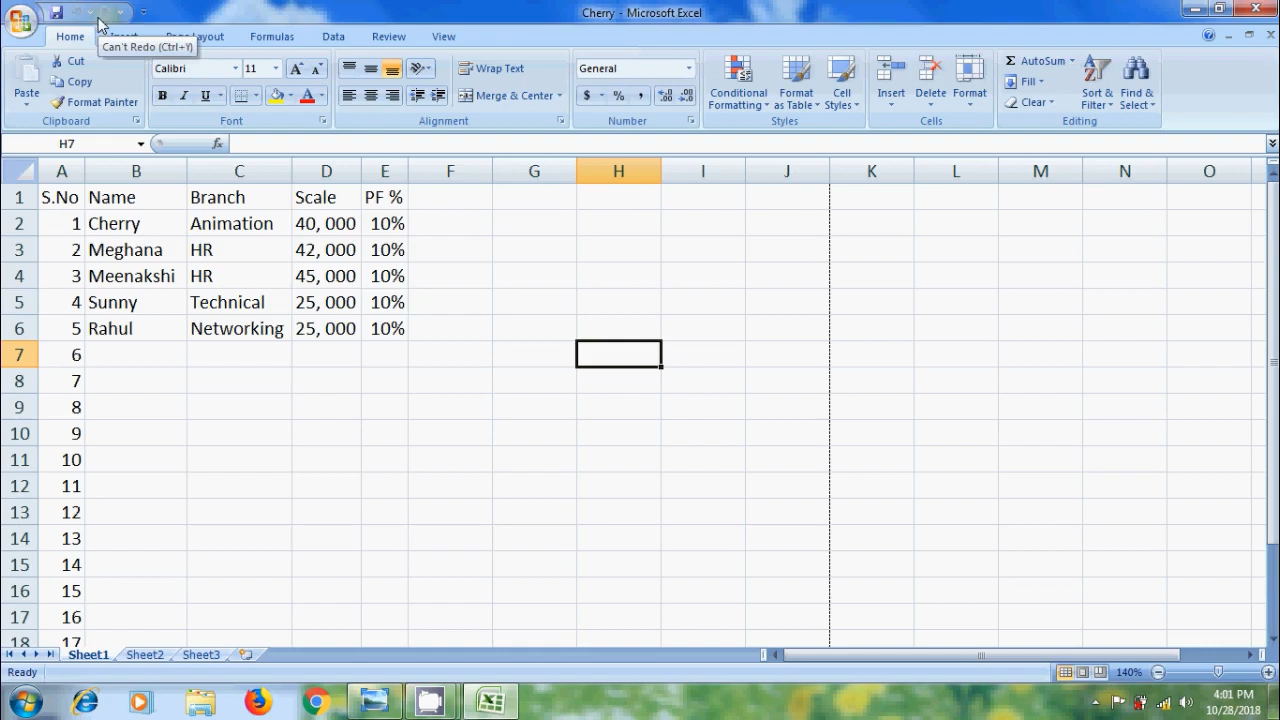 Cherry - Microsoft Excel
Home Insert Page Layout Formulas Data Review View
Can't Redo (Ctrl+Y)
Paste
Cut
Copy
Format Painter
Clipboard
Calibri 11
Font
Wrap Text
Merge & Center
Alignment
General
Number
Conditional Formatting
Format as Table
Cell Styles
Styles
Insert
Delete
Format
Cells
AutoSum
Fill
Clear
Sort & Filter
Find & Select
Editing
H7
A B C D E F G H I J K L M N O
1 S.No Name Branch Scale PF %
2 1 Cherry Animation 40, 000 10%
3 2 Meghana HR 42, 000 10%
4 3 Meenakshi HR 45, 000 10%
5 4 Sunny Technical 25, 000 10%
6 5 Rahul Networking 25, 000 10%
7 6
8 7
9 8
10 9
11 10
12 11
13 12
14 13
15 14
16 15
17 16
18 17
Sheet1 Sheet2 Sheet3
Ready 140%
4:01 PM
10/28/2018